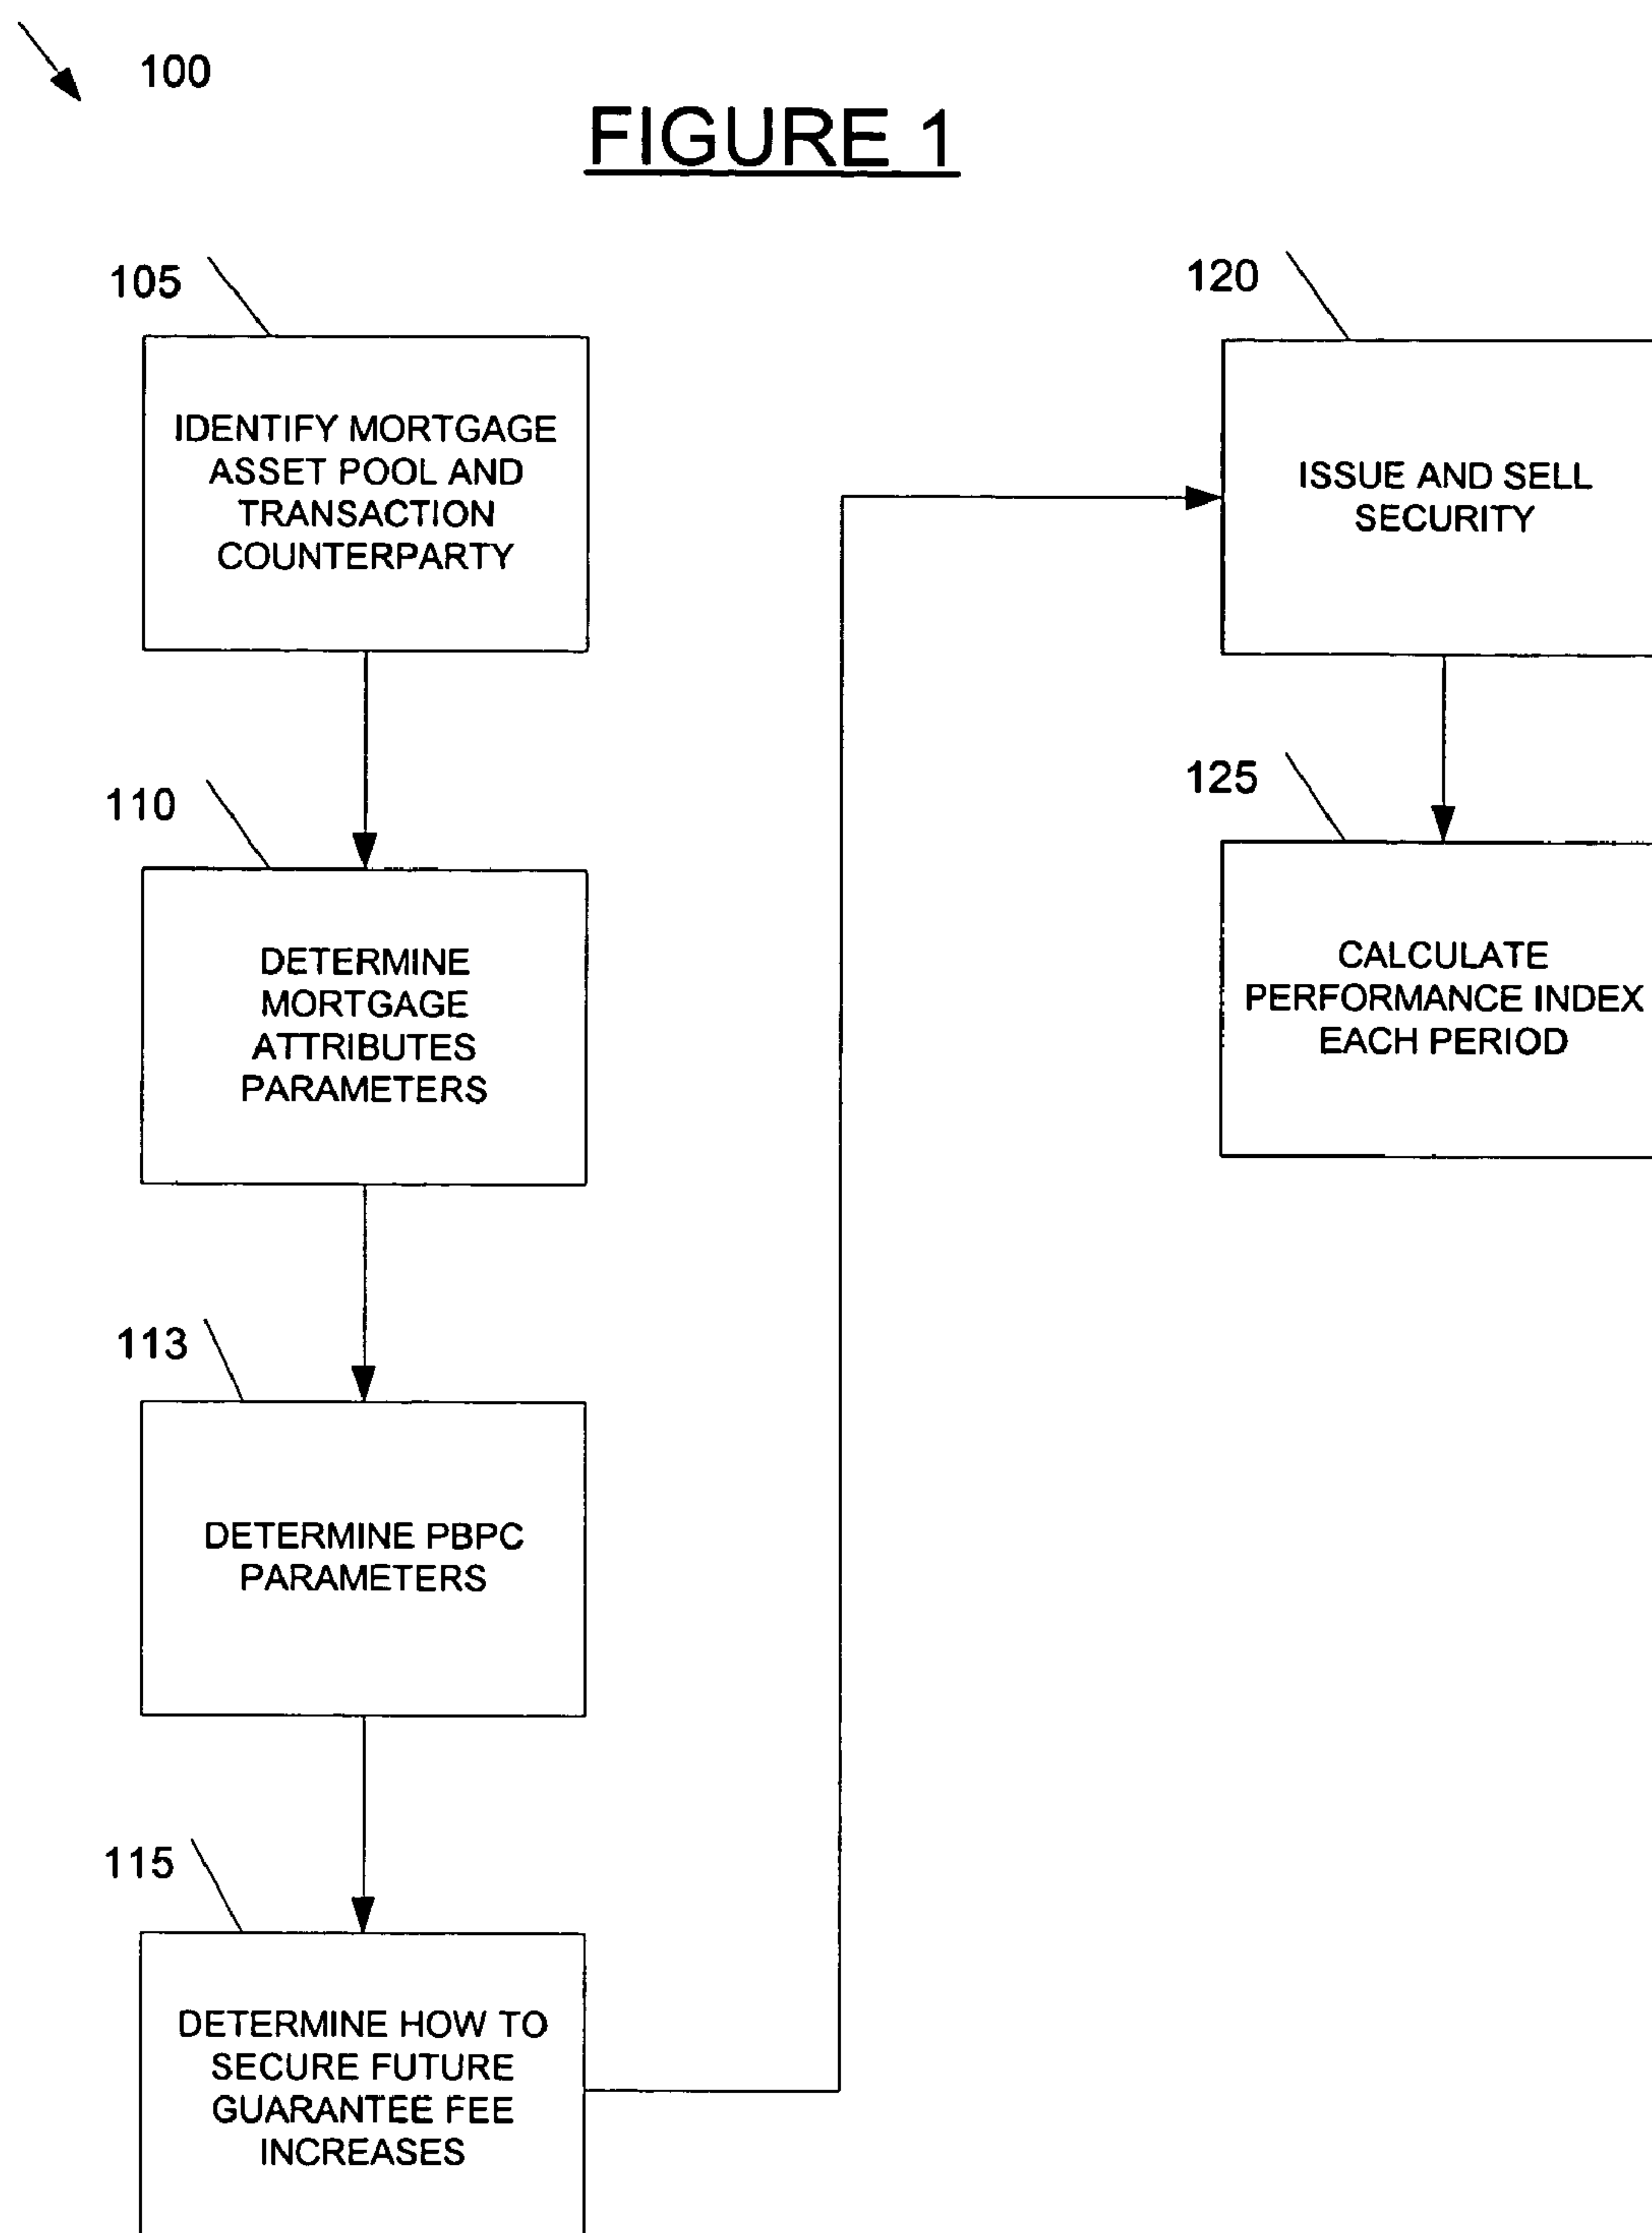 100
FIGURE 1
105
IDENTIFY MORTGAGE
ASSET POOL AND
TRANSACTION
COUNTERPARTY
110
DETERMINE
MORTGAGE
ATTRIBUTES
PARAMETERS
113
DETERMINE PBPC
PARAMETERS
115
DETERMINE HOW TO
SECURE FUTURE
GUARANTEE FEE
INCREASES
120
ISSUE AND SELL
SECURITY
125
CALCULATE
PERFORMANCE INDEX
EACH PERIOD